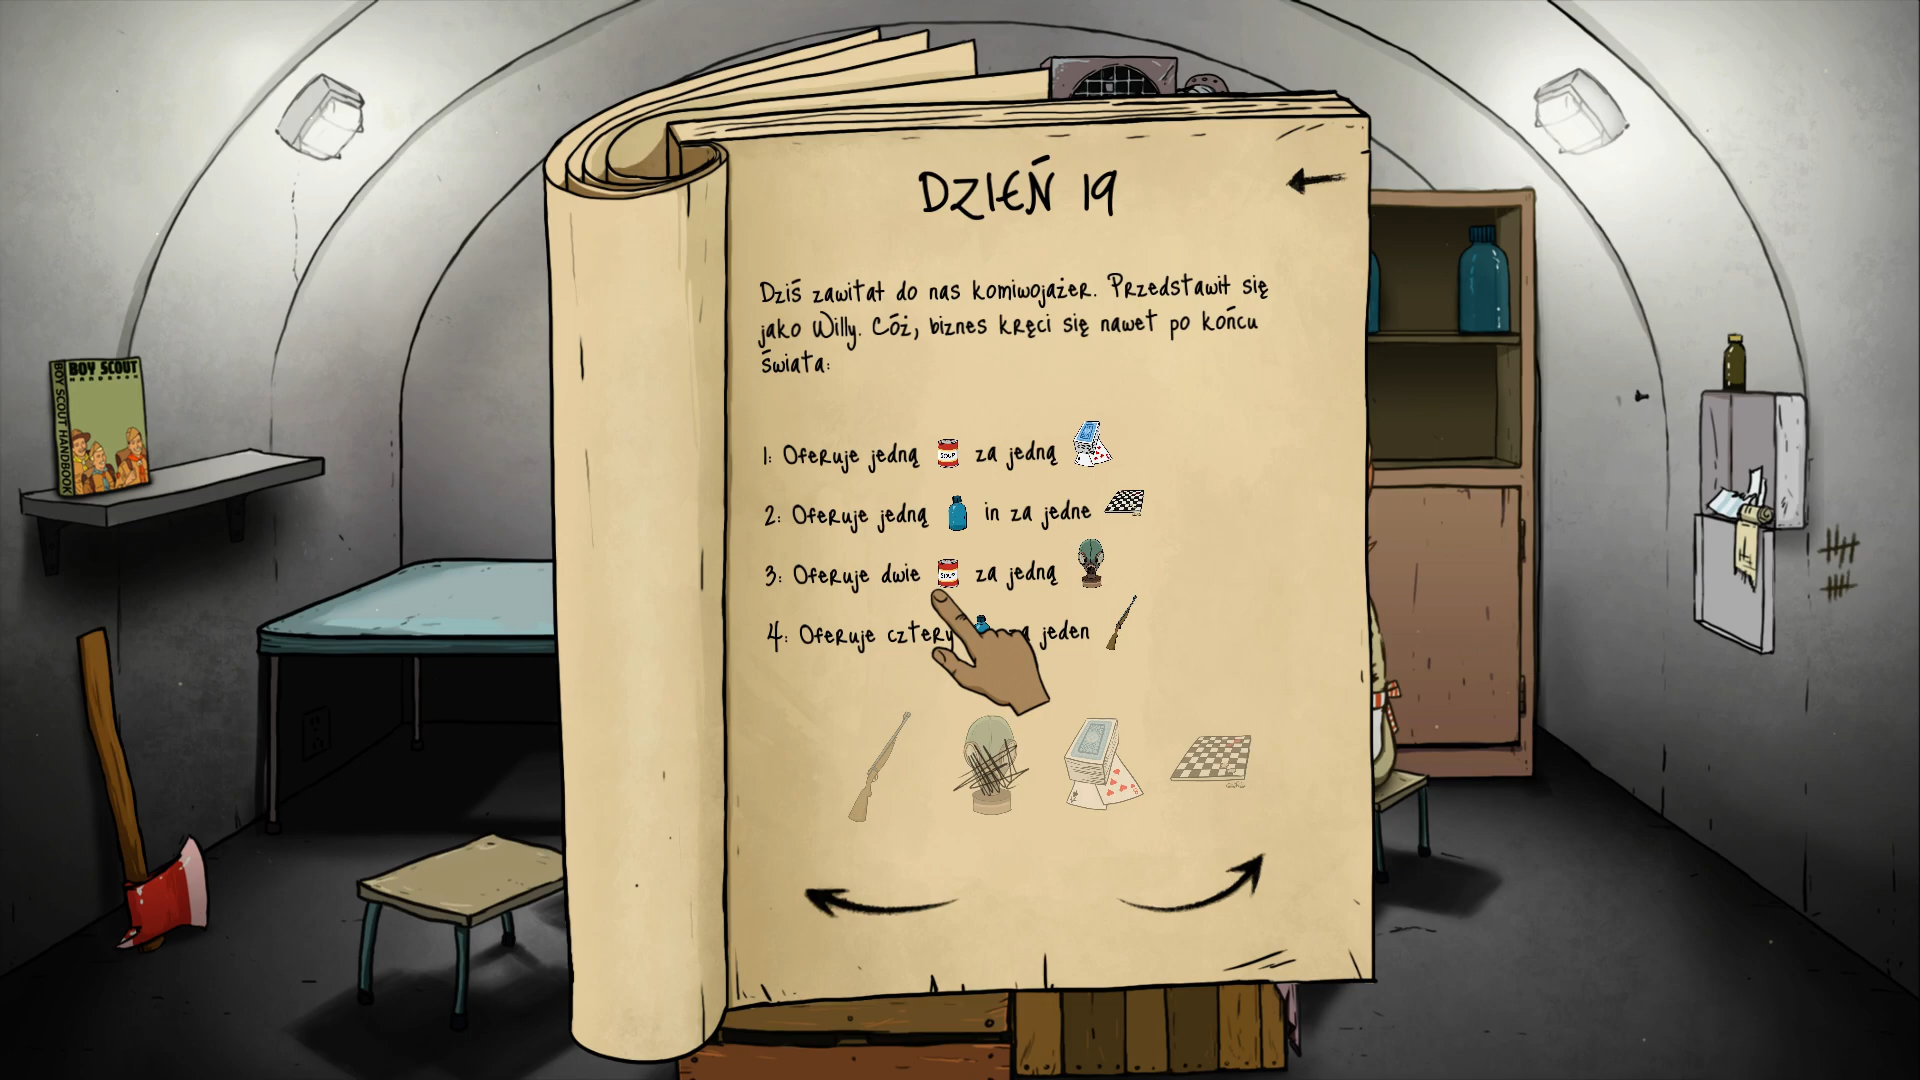 DZIEŃ 19
Dziś zawitał do nas komiwojażer. Przedstawił się
jako Willy. Cóż, biznes kręci się nawet po końcu
świata:
1: Oferuje jedną SOUP za jedną
2: Oferuje jedną in za jedne
3: Oferuje dwie SOUP za jedną
4: Oferuje cztery jeden
BOY SCOUT
HANDBOOK
BOY SCOUT HANDBOOK